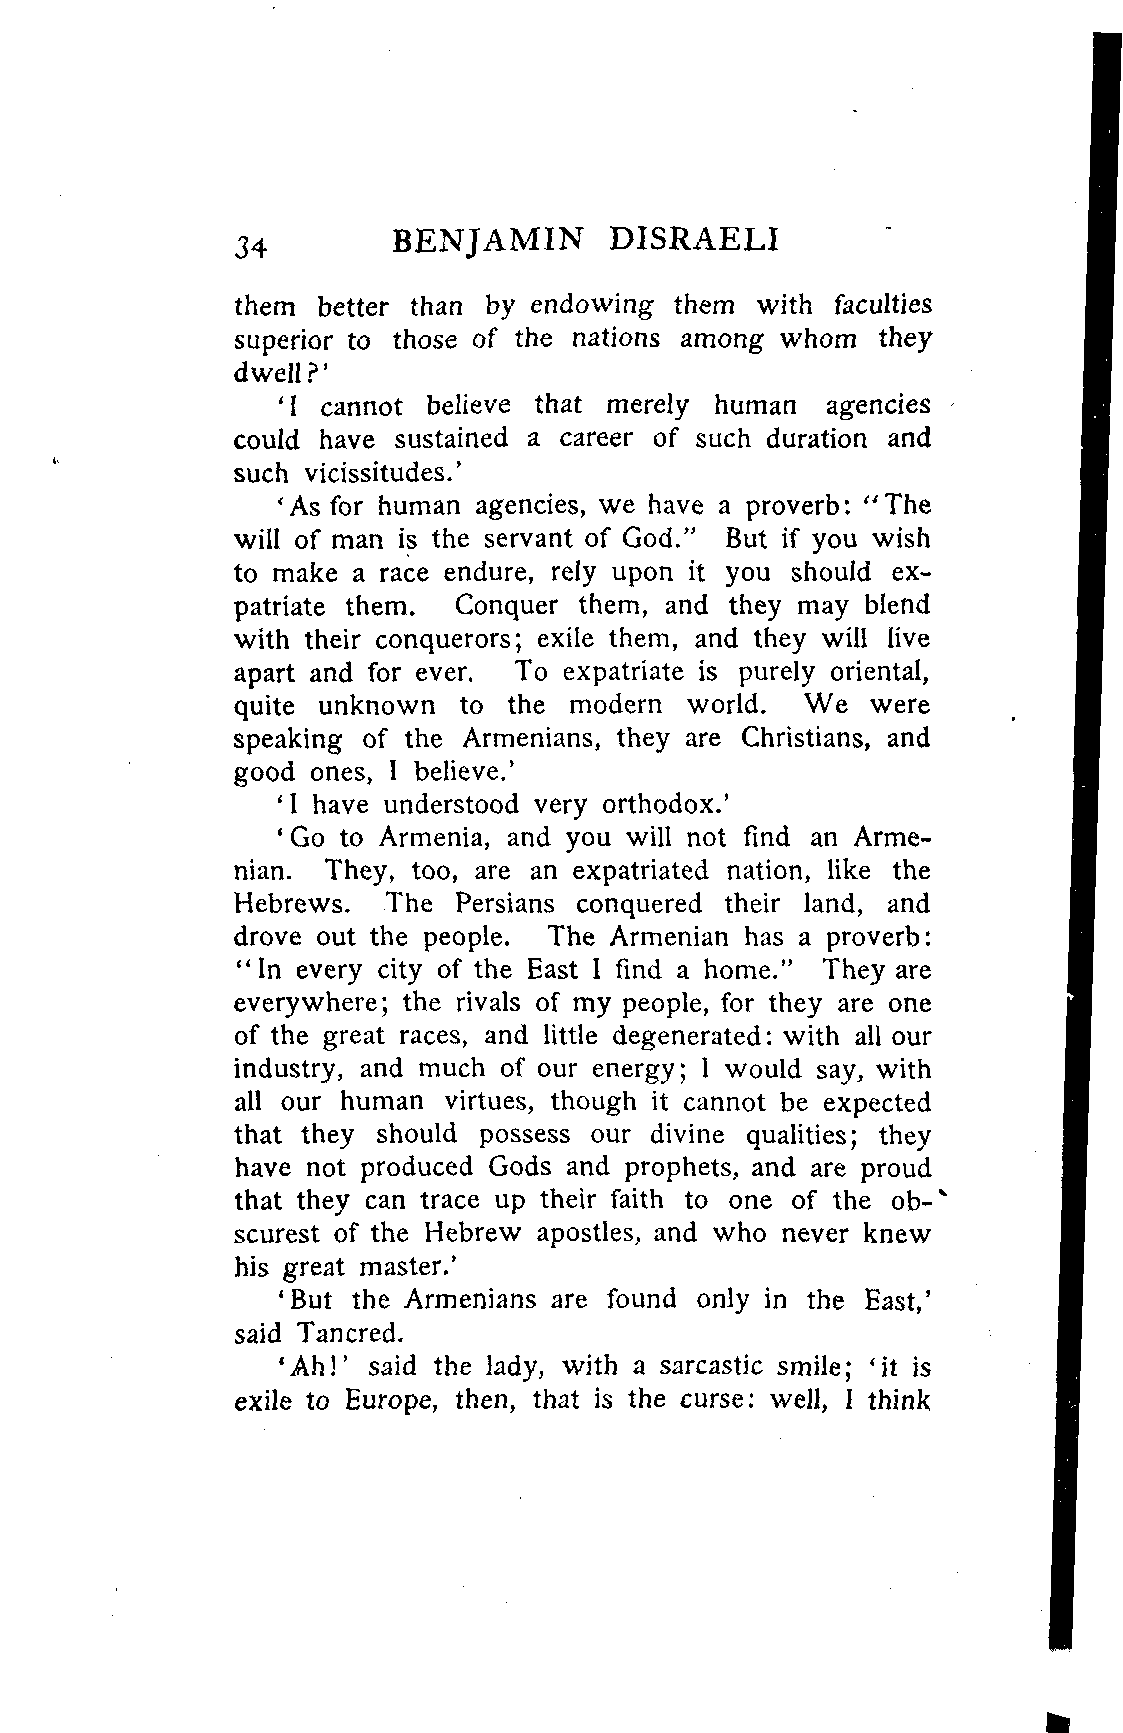 34 BENJAMIN DISRAELI
them better than by endowing them with faculties
superior to those of the nations among whom they
dwell?'
'I cannot believe that merely human agencies
could have sustained a career of such duration and
such vicissitudes.'
'As for human agencies, we have a proverb: "The
will of man is the servant of God." But if you wish
to make a race endure, rely upon it you should ex-
patriate them. Conquer them, and they may blend
with their conquerors; exile them, and they will live
apart and for ever. To expatriate is purely oriental,
quite unknown to the modern world. We were
speaking of the Armenians, they are Christians, and
good ones, I believe.'
'I have understood very orthodox.'
'Go to Armenia, and you will not find an Arme-
nian. They, too, are an expatriated nation, like the
Hebrews. The Persians conquered their land, and
drove out the people. The Armenian has a proverb:
"In every city of the East I find a home." They are
everywhere; the rivals of my people, for they are one
of the great races, and little degenerated: with all our
industry, and much of our energy; I would say, with
all our human virtues, though it cannot be expected
that they should possess our divine qualities; they
have not produced Gods and prophets, and are proud
that they can trace up their faith to one of the ob-
scurest of the Hebrew apostles, and who never knew
his great master.'
'But the Armenians are found only in the East,'
said Tancred.
'Ah!' said the lady, with a sarcastic smile; 'it is
exile to Europe, then, that is the curse: well, I think